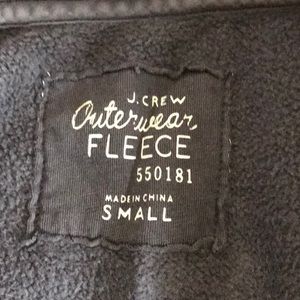 J.CREW
Outerwear
FLEECE
550181
MADE IN CHINA
SMALL